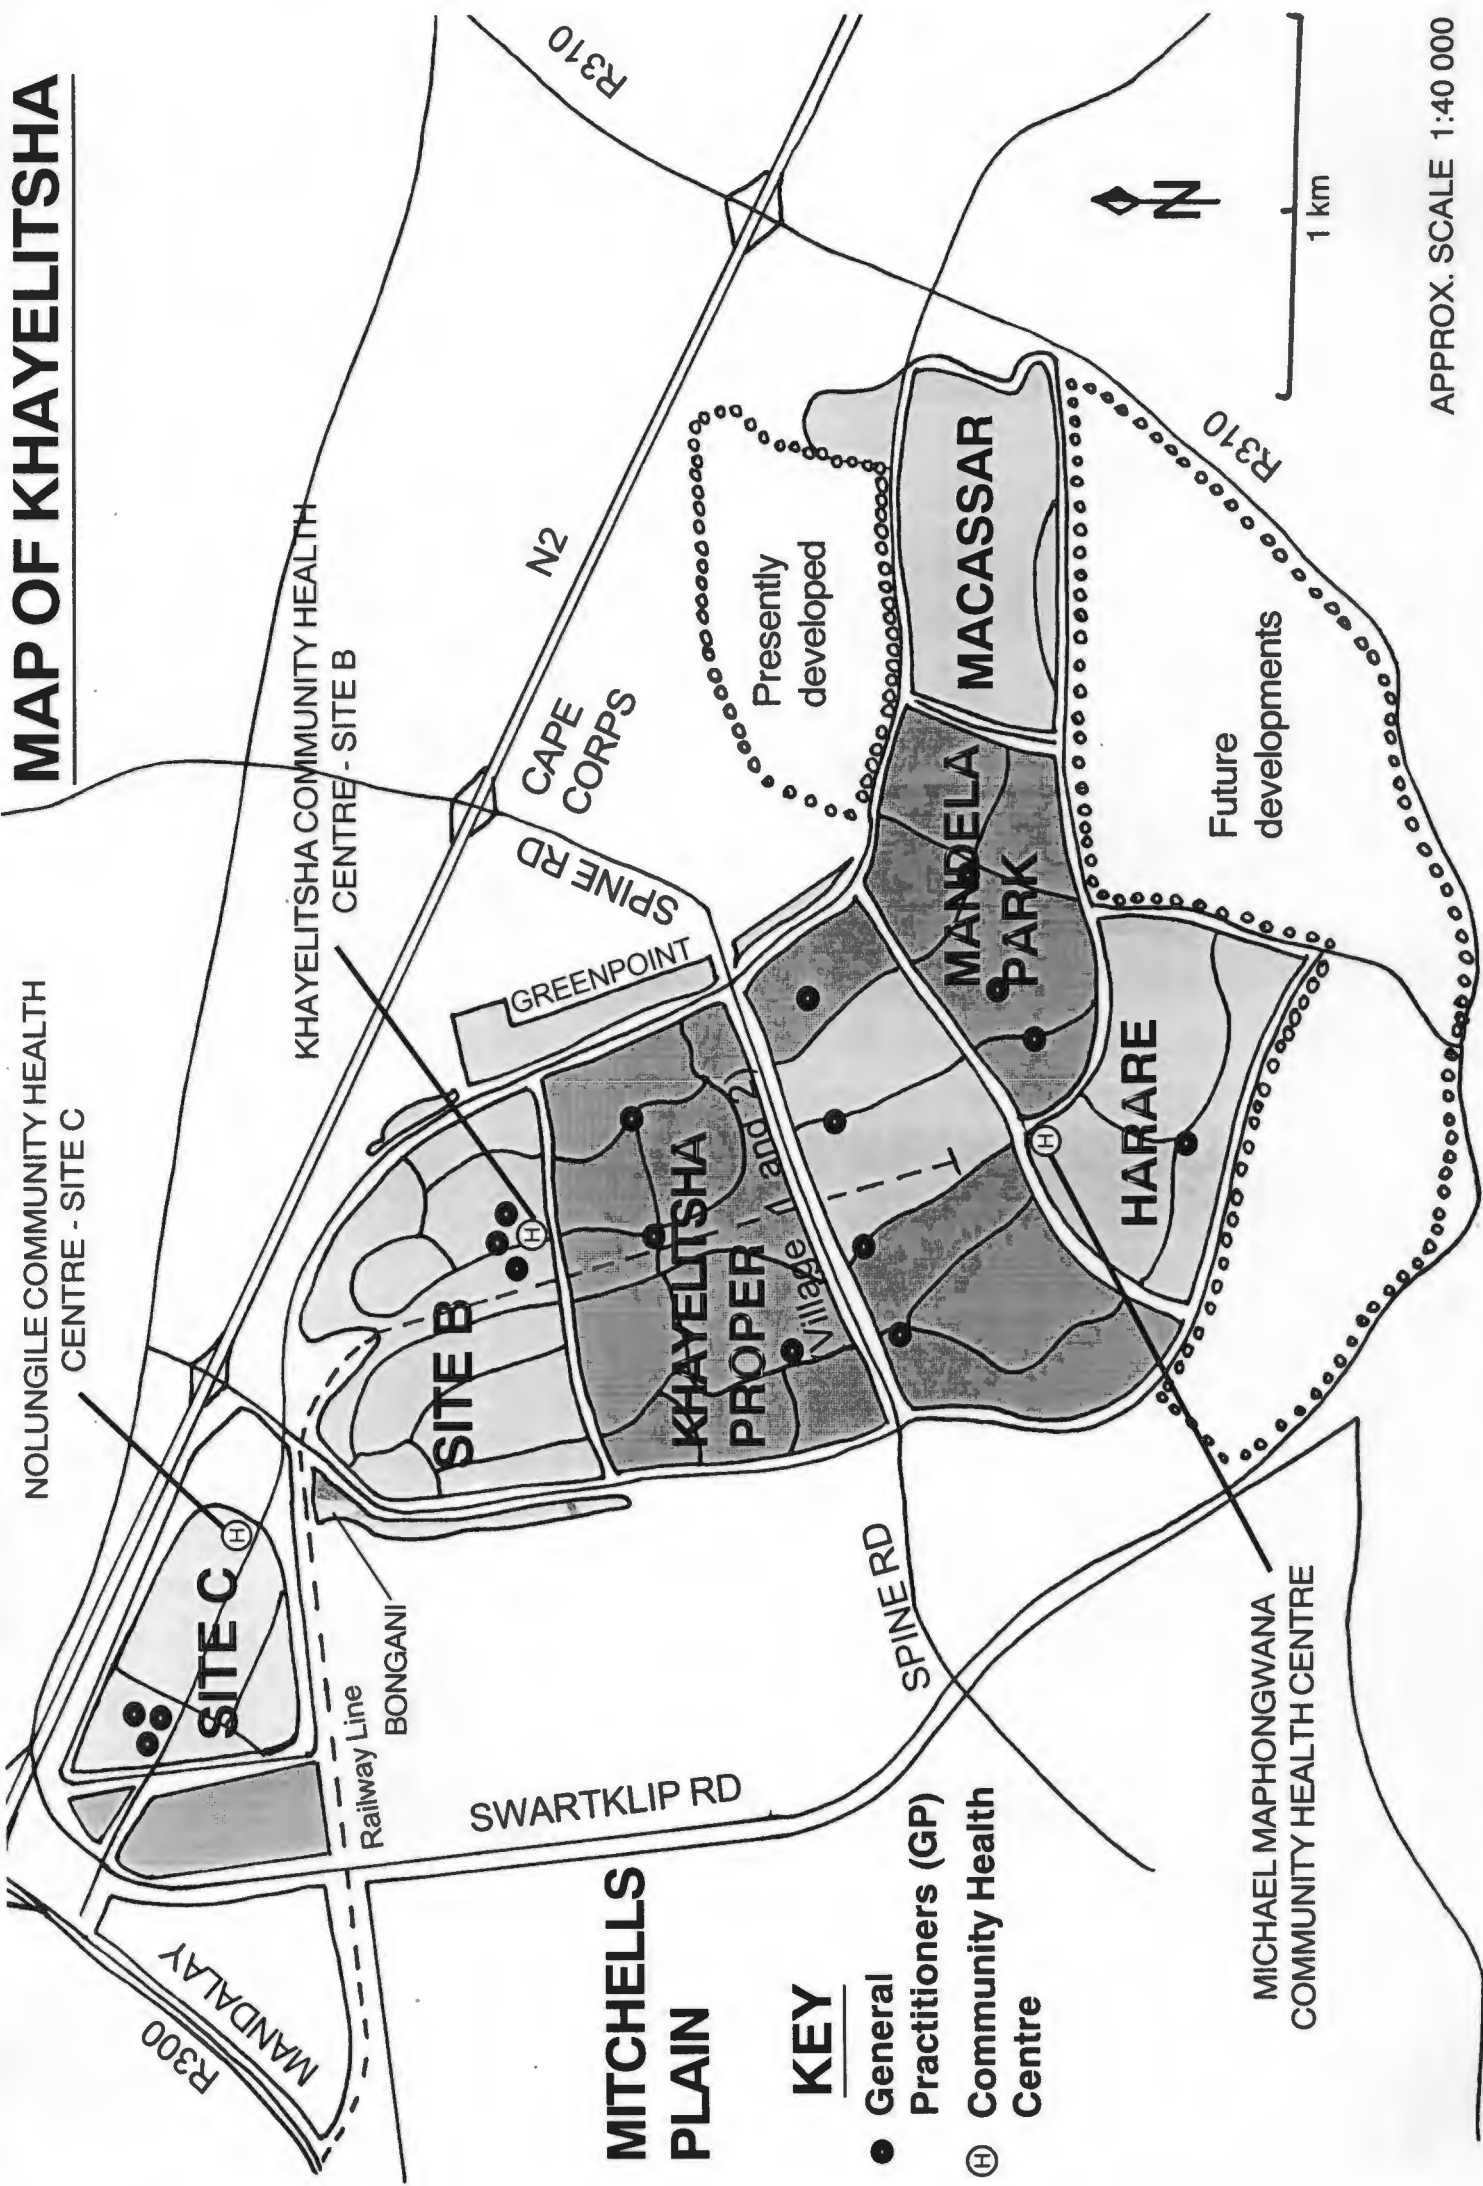 MAP OF KHAYELITSHA
NOLUNGILE COMMUNITY HEALTH
CENTRE - SITE C
KHAYELITSHA COMMUNITY HEALTH
CENTRE - SITE B
R310
N2
CAPE
CORPS
SPINE RD
GREENPOINT
R300
MANDALAY
SITE C
Railway Line
BONGANI
SITE B
KHAYELITSHA
PROPER
Village 1 and 2
Presently
developed
MACASSAR
MANDELA
PARK
HARARE
Future
developments
R310
SWARTKLIP RD
SPINE RD
MITCHELLS
PLAIN
KEY
General
Practitioners (GP)
H Community Health
Centre
H
H
H
MICHAEL MAPHONGWANA
COMMUNITY HEALTH CENTRE
N
1 km
APPROX. SCALE 1:40 000